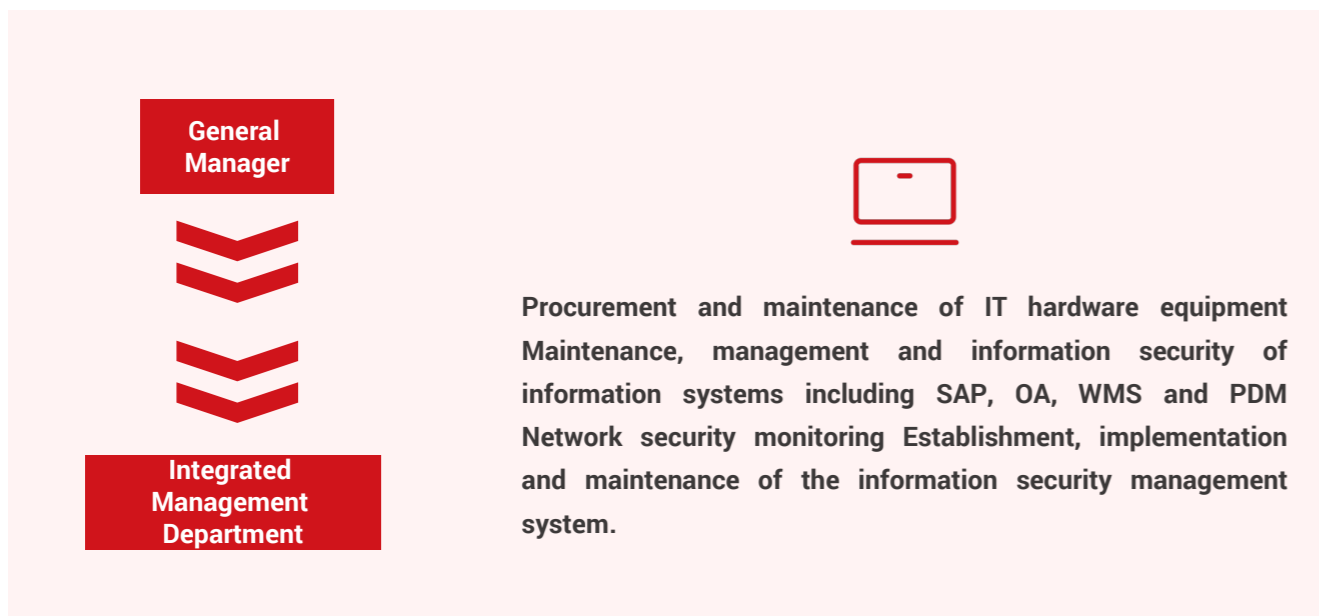 General
Manager
Integrated
Management
Department
Procurement and maintenance of IT hardware equipment
Maintenance, management and information security of
information systems including SAP, OA, WMS and PDM
Network security monitoring Establishment, implementation
and maintenance of the information security management
system.